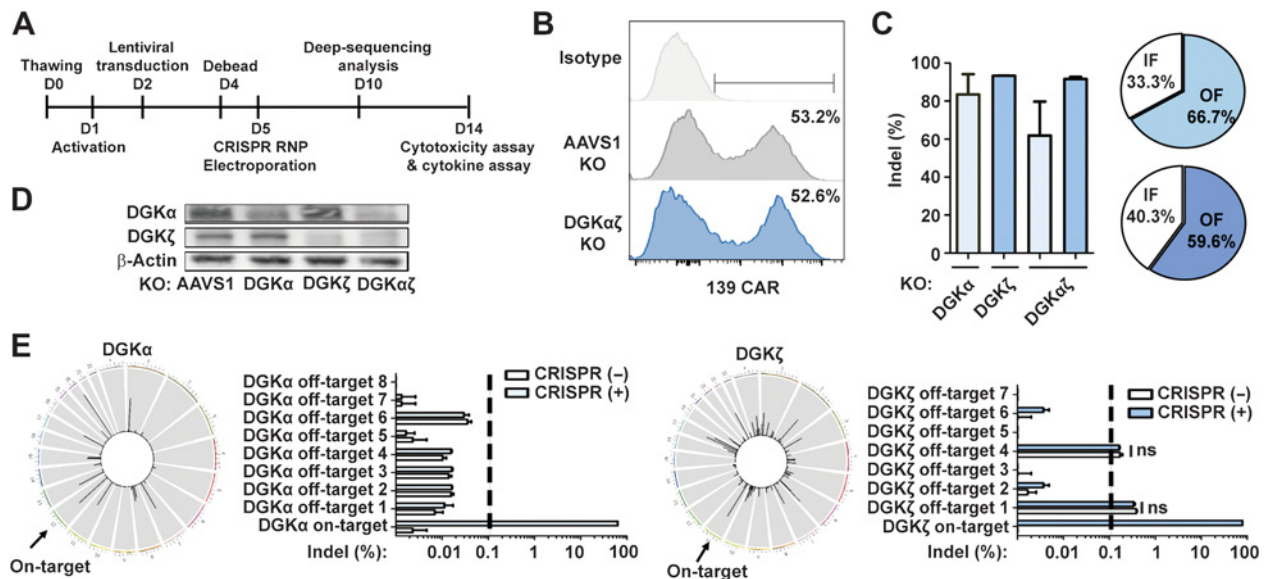 A
Thawing
D0
Lentiviral
transduction
D2
Debead
D4
Deep-sequencing
analysis
D10
D14
D1
Activation
D5
CRISPR RNP
Electroporation
Cytotoxicity assay
& cytokine assay
B
Isotype
AAVS1
KO
53.2%
DGKαζ
KO
52.6%
139 CAR
C
Indel (%)
100
80
60
40
20
0
KO:
DGKα
DGKζ
DGKαζ
IF
33.3%
OF
66.7%
IF
40.3%
OF
59.6%
D
DGKα
DGKζ
β-Actin
KO: AAVS1 DGKα DGKζ DGKαζ
E
DGKα
On-target
CRISPR (−)
CRISPR (+)
DGKα off-target 8
DGKα off-target 7
DGKα off-target 6
DGKα off-target 5
DGKα off-target 4
DGKα off-target 3
DGKα off-target 2
DGKα off-target 1
DGKα on-target
Indel (%):
0.01 0.1 1 10 100
DGKζ
On-target
CRISPR (−)
CRISPR (+)
DGKζ off-target 7
DGKζ off-target 6
DGKζ off-target 5
DGKζ off-target 4
ns
DGKζ off-target 3
DGKζ off-target 2
DGKζ off-target 1
ns
DGKζ on-target
Indel (%):
0.01 0.1 1 10 100